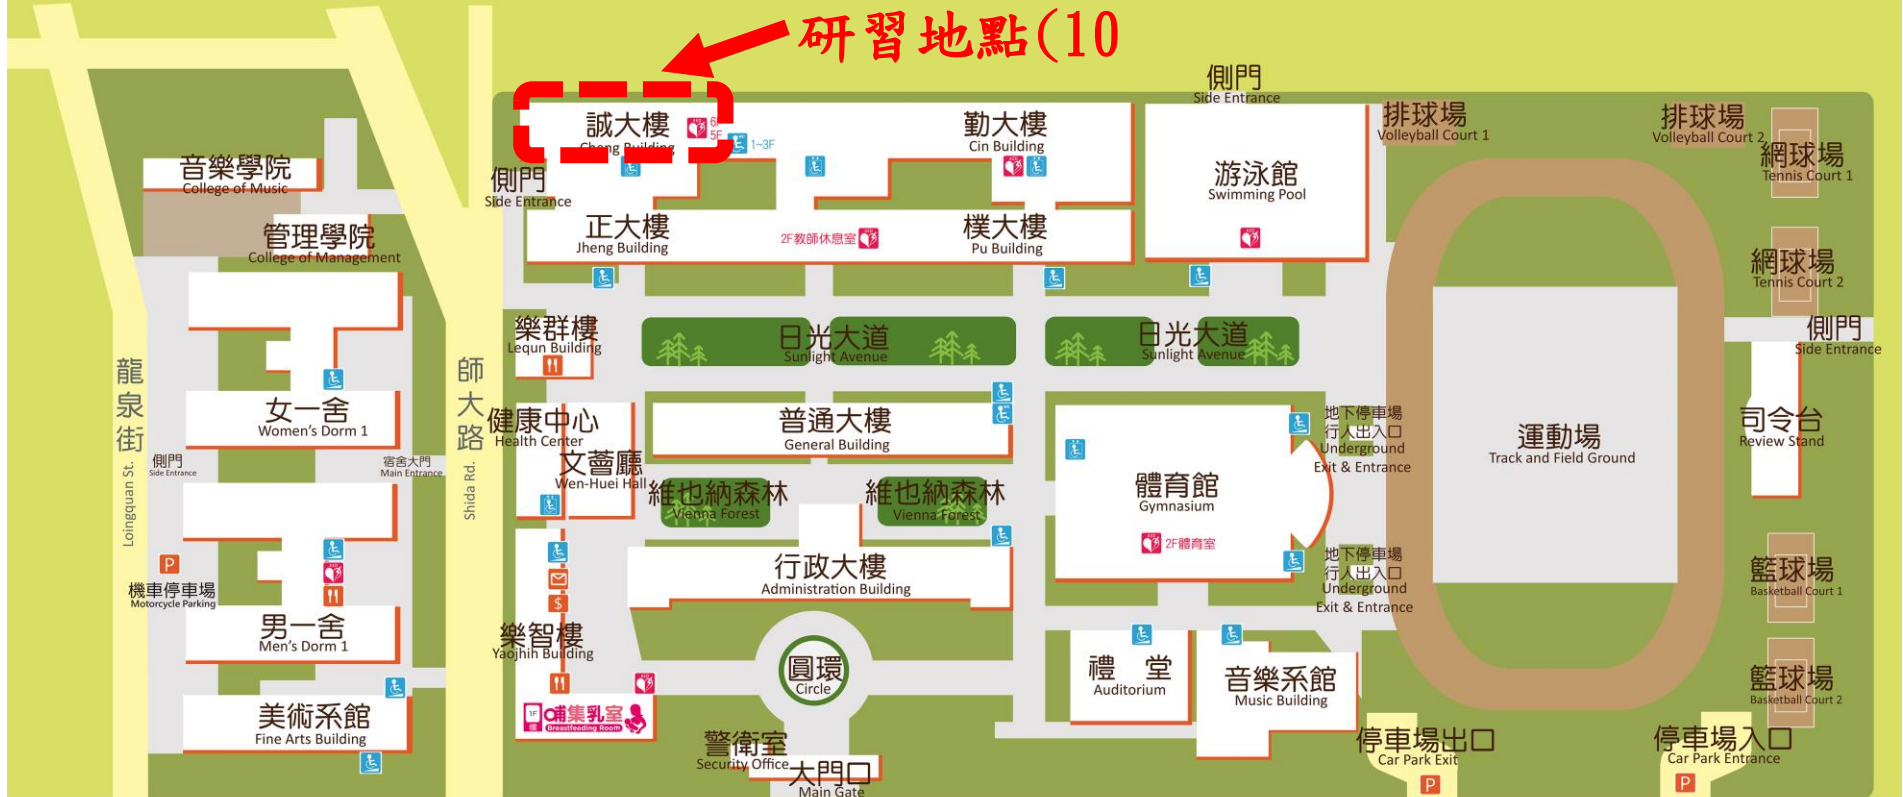 研習地點(10
側門
Side Entrance
誠大樓
Cheng Building
6F
5F
1~3F
勤大樓
Cin Building
游泳館
Swimming Pool
排球場
Volleyball Court 1
排球場
Volleyball Court 2
網球場
Tennis Court 1
音樂學院
College of Music
側門
Side Entrance
管理學院
College of Management
正大樓
Jheng Building
2F教師休息室
樸大樓
Pu Building
網球場
Tennis Court 2
樂群樓
Lequn Building
日光大道
Sunlight Avenue
日光大道
Sunlight Avenue
側門
Side Entrance
龍泉街
Loingquan St.
師大路
Shida Rd.
女一舍
Women's Dorm 1
健康中心
Health Center
普通大樓
General Building
地下停車場
行人出入口
Underground
Exit & Entrance
運動場
Track and Field Ground
司令台
Review Stand
側門
Side Entrance
宿舍大門
Main Entrance
文薈廳
Wen-Huei Hall
維也納森林
Vienna Forest
維也納森林
Vienna Forest
體育館
Gymnasium
2F體育室
P
機車停車場
Motorcycle Parking
$
行政大樓
Administration Building
地下停車場
行人出入口
Underground
Exit & Entrance
籃球場
Basketball Court 1
男一舍
Men's Dorm 1
樂智樓
Yaojhih Building
圓環
Circle
禮 堂
Auditorium
音樂系館
Music Building
籃球場
Basketball Court 2
美術系館
Fine Arts Building
1F
哺集乳室
Breastfeeding Room
警衛室
Security Office
大門口
Main Gate
停車場出口
Car Park Exit
P
停車場入口
Car Park Entrance
P